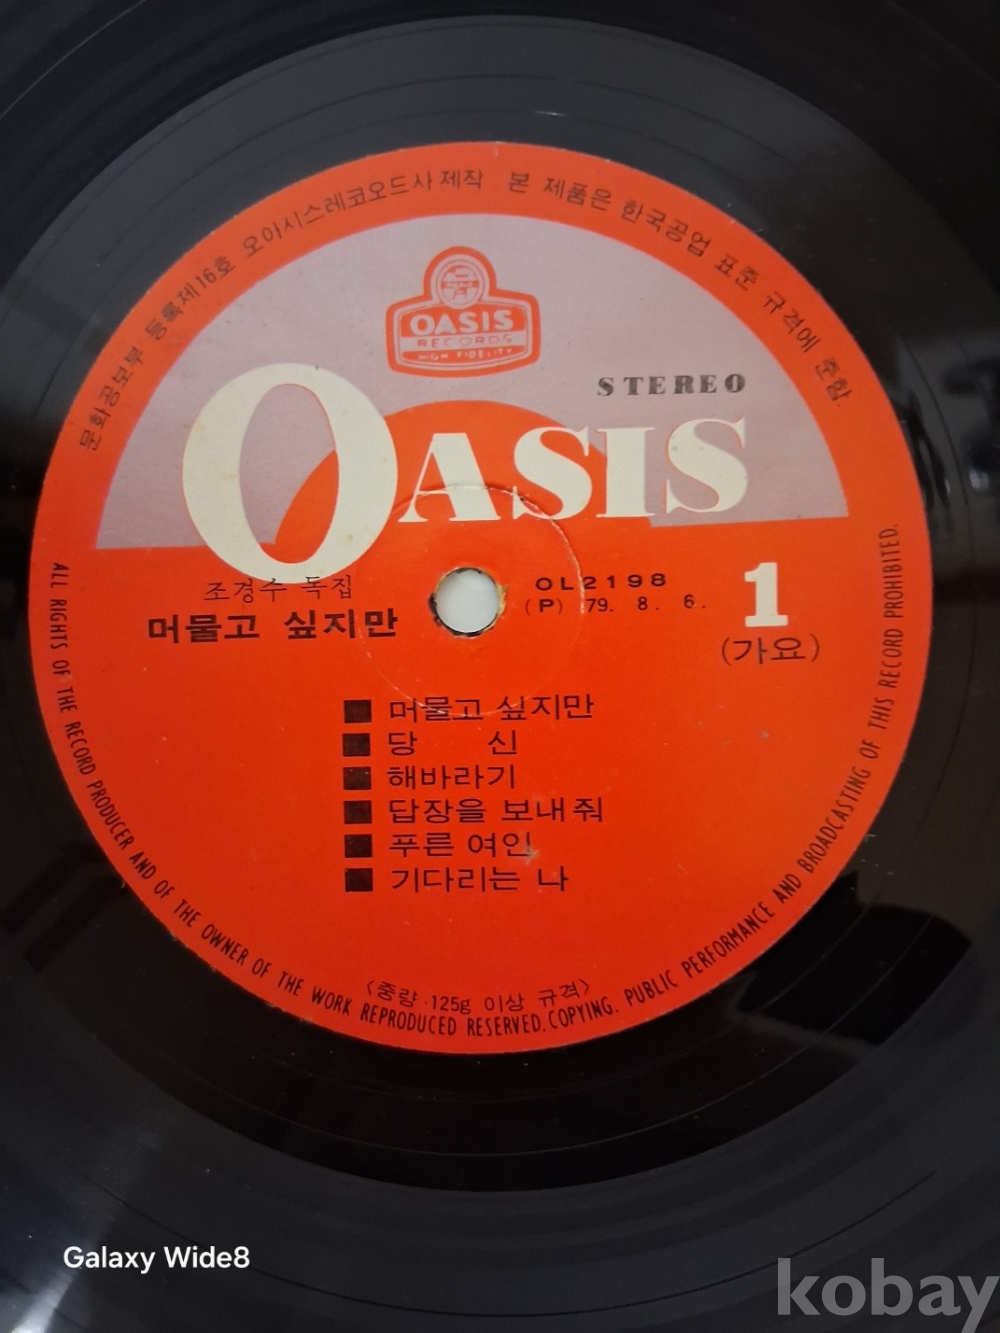 문화공보부 등록제16호 오아시스레코오드사 제작 본 제품은 한국공업 표준 규격에 준함.
OASIS
RECORDS
HIGH FIDELITY
STEREO
OASIS
조경수 독집
머물고 싶지만
OL2198
(P) 79. 8. 6.
1
(가요)
■ 머물고 싶지만
■ 당 신
■ 해바라기
■ 답장을 보내줘
■ 푸른 여인
■ 기다리는 나
〈중량 125g 이상 규격〉
ALL RIGHTS OF THE RECORD PRODUCER AND OF THE OWNER OF THE WORK REPRODUCED RESERVED. COPYING. PUBLIC PERFORMANCE AND BROADCASTING OF THIS RECORD PROHIBITED.
Galaxy Wide8
kobay